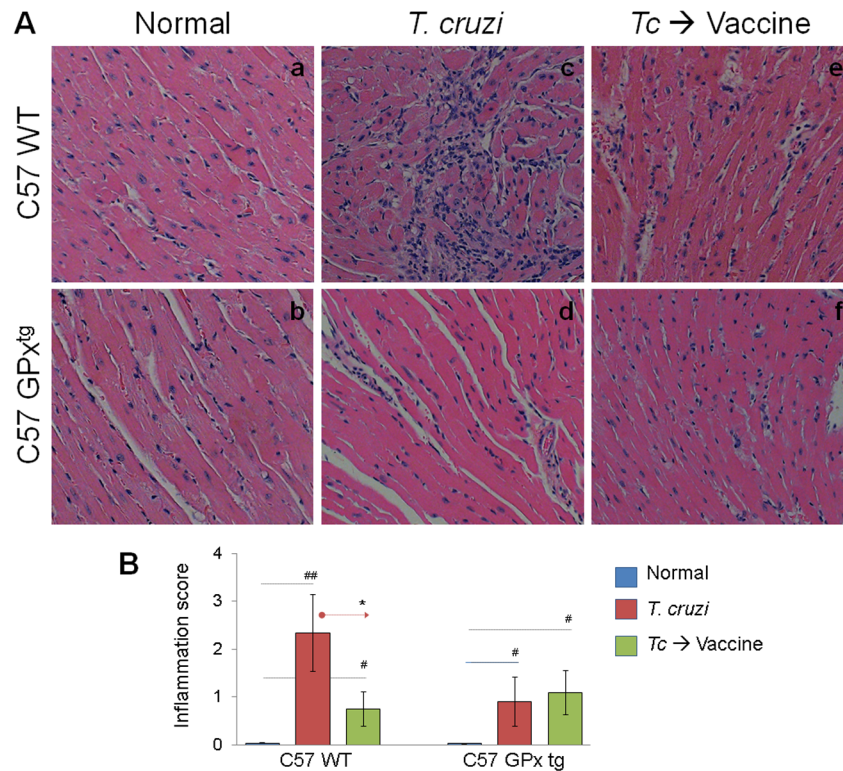 A
Normal
T. cruzi
Tc → Vaccine
C57 WT
a
c
e
C57 GPxtg
b
d
f
B
Inflammation score
4
3
2
1
0
##
*
#
#
#
C57 WT
C57 GPx tg
Normal
T. cruzi
Tc → Vaccine